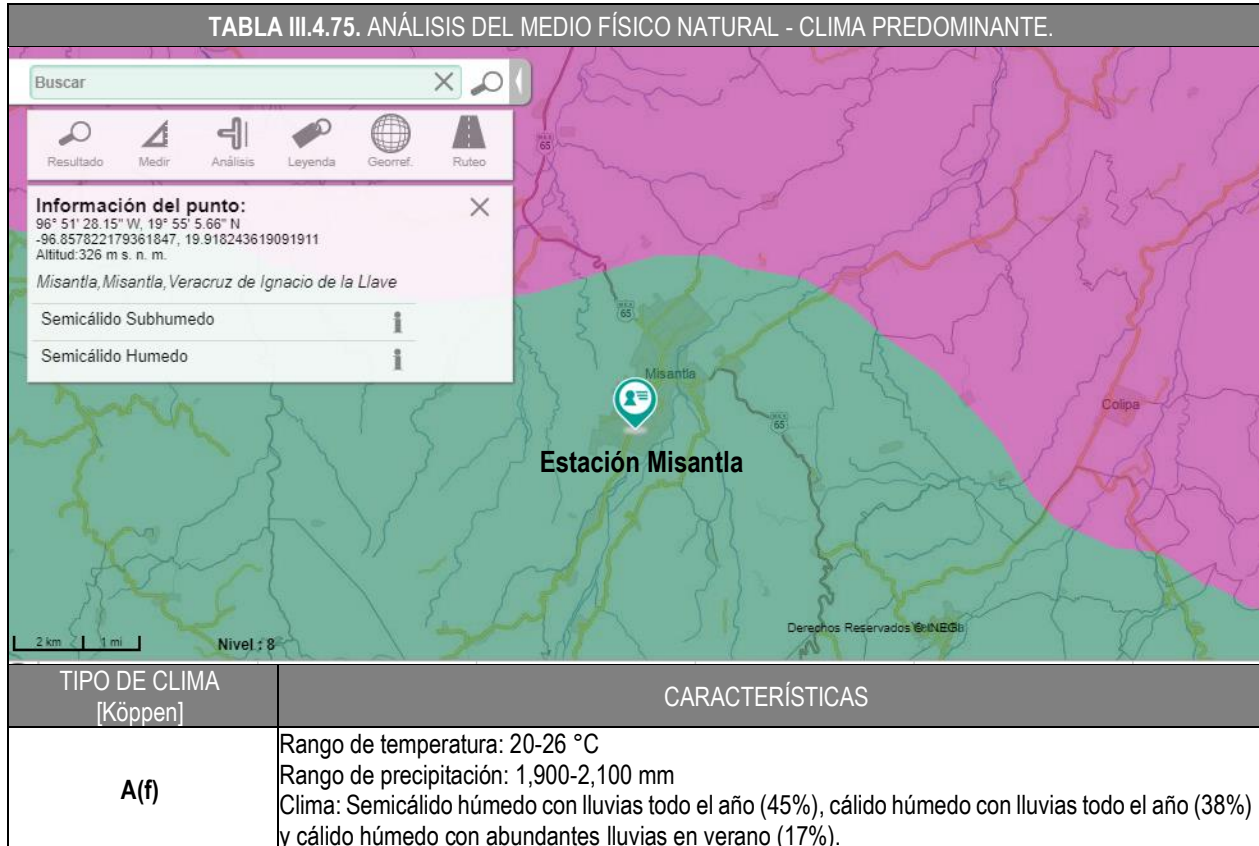 TABLA III.4.75. ANÁLISIS DEL MEDIO FÍSICO NATURAL - CLIMA PREDOMINANTE.
Buscar
Resultado Medir Análisis Leyenda Georref. Ruteo
Información del punto:
96° 51' 28.15" W, 19° 55' 5.66" N
-96.857822179361847, 19.918243619091911
Altitud:326 m s. n. m.
Misantla,Misantla,Veracruz de Ignacio de la Llave
Semicálido Subhumedo
Semicálido Humedo
65
65
Misantla
65
Colipa
Estación Misantla
2 km 1 mi
Nivel : 8
Derechos Reservados © INEGI
TIPO DE CLIMA
[Köppen]
CARACTERÍSTICAS
A(f)
Rango de temperatura: 20-26 °C
Rango de precipitación: 1,900-2,100 mm
Clima: Semicálido húmedo con lluvias todo el año (45%), cálido húmedo con lluvias todo el año (38%)
y cálido húmedo con abundantes lluvias en verano (17%).